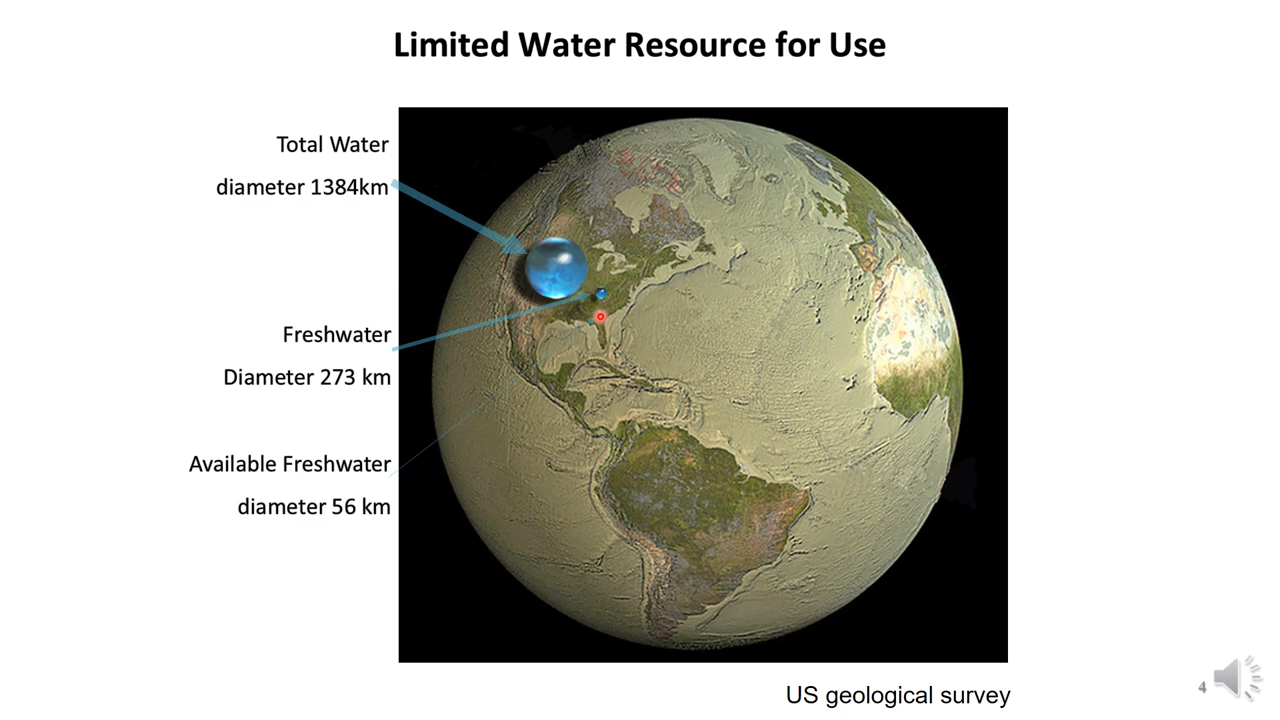 Limited Water Resource for Use
Total Water
diameter 1384km
Freshwater
Diameter 273 km
Available Freshwater
diameter 56 km
US geological survey
4